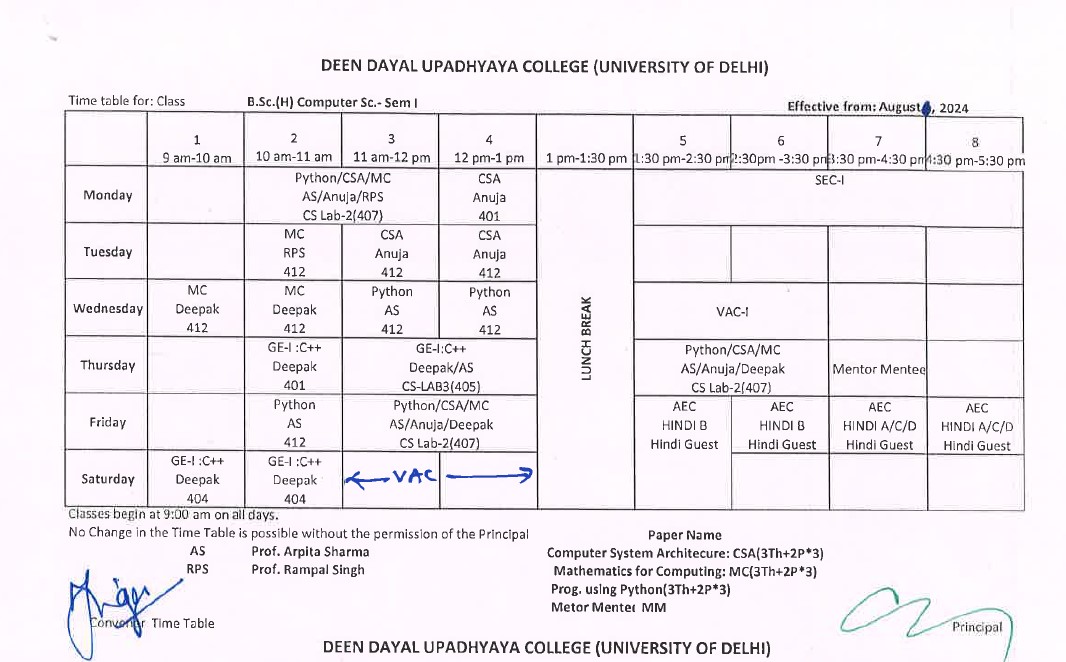 DEEN DAYAL UPADHYAYA COLLEGE (UNIVERSITY OF DELHI)
Time table for: Class B.Sc.(H) Computer Sc.- Sem I Effective from: August , 2024
1 2 3 4 5 6 7 8
9 am-10 am 10 am-11 am 11 am-12 pm 12 pm-1 pm 1 pm-1:30 pm 1:30 pm-2:30 pm 2:30pm -3:30 pm 3:30 pm-4:30 pm 4:30 pm-5:30 pm
Monday
Python/CSA/MC
AS/Anuja/RPS
CS Lab-2(407)
CSA
Anuja
401
SEC-I
Tuesday
MC
RPS
412
CSA
Anuja
412
CSA
Anuja
412
Wednesday
MC
Deepak
412
MC
Deepak
412
Python
AS
412
Python
AS
412
LUNCH BREAK
VAC-I
Thursday
GE-I :C++
Deepak
401
GE-I:C++
Deepak/AS
CS-LAB3(405)
Python/CSA/MC
AS/Anuja/Deepak
CS Lab-2(407)
Mentor Mentee
Friday
Python
AS
412
Python/CSA/MC
AS/Anuja/Deepak
CS Lab-2(407)
AEC
HINDI B
Hindi Guest
AEC
HINDI B
Hindi Guest
AEC
HINDI A/C/D
Hindi Guest
AEC
HINDI A/C/D
Hindi Guest
Saturday
GE-I :C++
Deepak
404
GE-I :C++
Deepak
404
VAC
Classes begin at 9:00 am on all days.
No Change in the Time Table is possible without the permission of the Principal
AS Prof. Arpita Sharma
RPS Prof. Rampal Singh
Paper Name
Computer System Architecure: CSA(3Th+2P*3)
Mathematics for Computing: MC(3Th+2P*3)
Prog. using Python(3Th+2P*3)
Metor Mentee MM
Convener Time Table
Principal
DEEN DAYAL UPADHYAYA COLLEGE (UNIVERSITY OF DELHI)